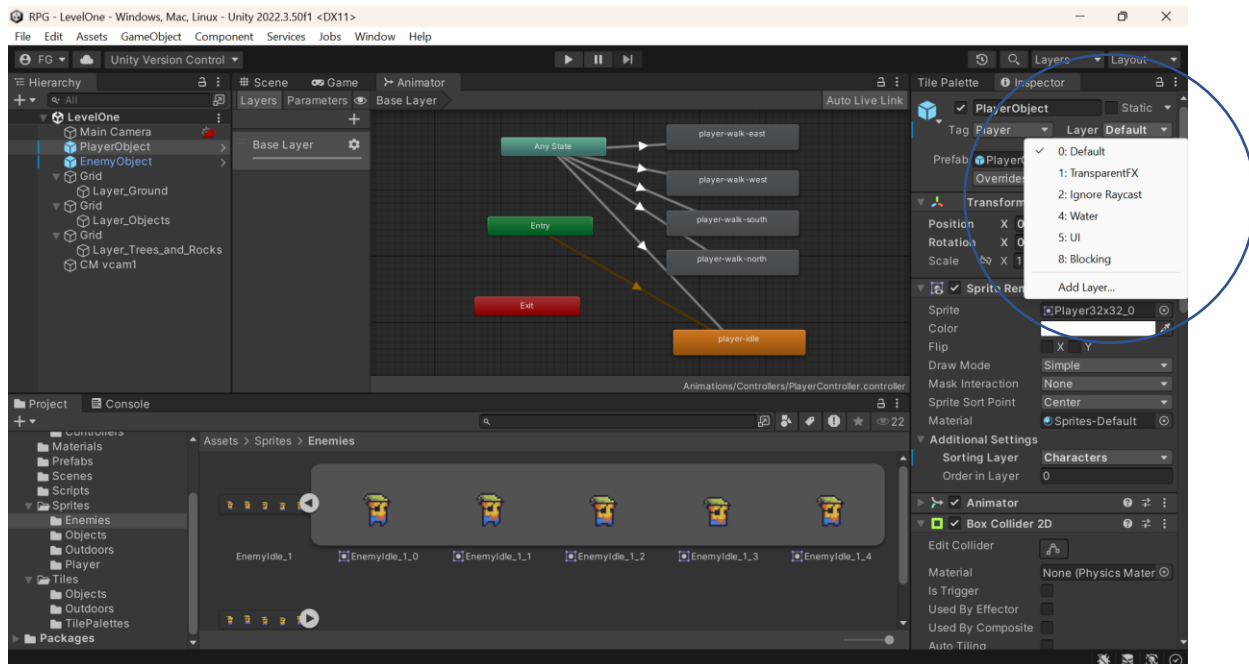 RPG - LevelOne - Windows, Mac, Linux - Unity 2022.3.50f1 <DX11>
File Edit Assets GameObject Component Services Jobs Window Help
FG Unity Version Control Layers Layout
Hierarchy
All
LevelOne
Main Camera
PlayerObject
EnemyObject
Grid
Layer_Ground
Grid
Layer_Objects
Grid
Layer_Trees_and_Rocks
CM vcam1
Scene Game Animator
Layers Parameters Base Layer Auto Live Link
Base Layer
Any State
player-walk-east
player-walk-west
player-walk-south
Entry
player-walk-north
Exit
player-idle
Animations/Controllers/PlayerController.controller
Tile Palette Inspector
PlayerObject Static
Tag Player Layer Default
0: Default
1: TransparentFX
2: Ignore Raycast
4: Water
5: UI
8: Blocking
Add Layer...
Prefab
Overrides
Transform
Position X 0
Rotation X 0
Scale X 1
Sprite Ren
Sprite Player32x32_0
Color
Flip X Y
Draw Mode Simple
Mask Interaction None
Sprite Sort Point Center
Material Sprites-Default
Additional Settings
Sorting Layer Characters
Order in Layer 0
Animator
Box Collider 2D
Edit Collider
Material None (Physics Mater
Is Trigger
Used By Effector
Used By Composite
Auto Tiling
Project Console
22
Controllers
Materials
Prefabs
Scenes
Scripts
Sprites
Enemies
Objects
Outdoors
Player
Tiles
Objects
Outdoors
TilePalettes
Packages
Assets > Sprites > Enemies
EnemyIdle_1 EnemyIdle_1_0 EnemyIdle_1_1 EnemyIdle_1_2 EnemyIdle_1_3 EnemyIdle_1_4